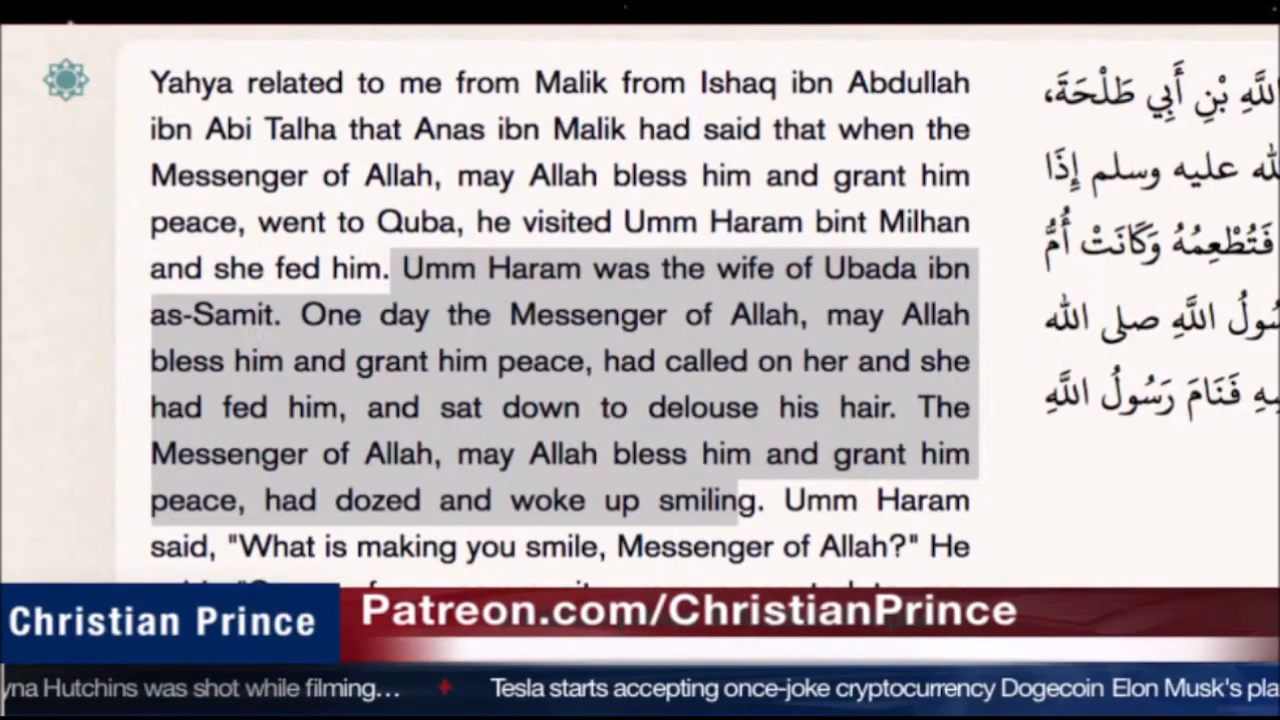 Yahya related to me from Malik from Ishaq ibn Abdullah
ibn Abi Talha that Anas ibn Malik had said that when the
Messenger of Allah, may Allah bless him and grant him
peace, went to Quba, he visited Umm Haram bint Milhan
and she fed him. Umm Haram was the wife of Ubada ibn
as-Samit. One day the Messenger of Allah, may Allah
bless him and grant him peace, had called on her and she
had fed him, and sat down to delouse his hair. The
Messenger of Allah, may Allah bless him and grant him
peace, had dozed and woke up smiling. Umm Haram
said, "What is making you smile, Messenger of Allah?" He
اللَّهِ بْنِ أَبِي طَلْحَةَ،
الله عليه وسلم إِذَا
فَتُطْعِمُهُ وَكَانَتْ أُمُّ
رَسُولُ اللَّهِ صلى الله
فَنَامَ رَسُولُ اللَّهِ
Christian Prince
Patreon.com/ChristianPrince
Hutchins was shot while filming... Tesla starts accepting once-joke cryptocurrency Dogecoin Elon Musk's